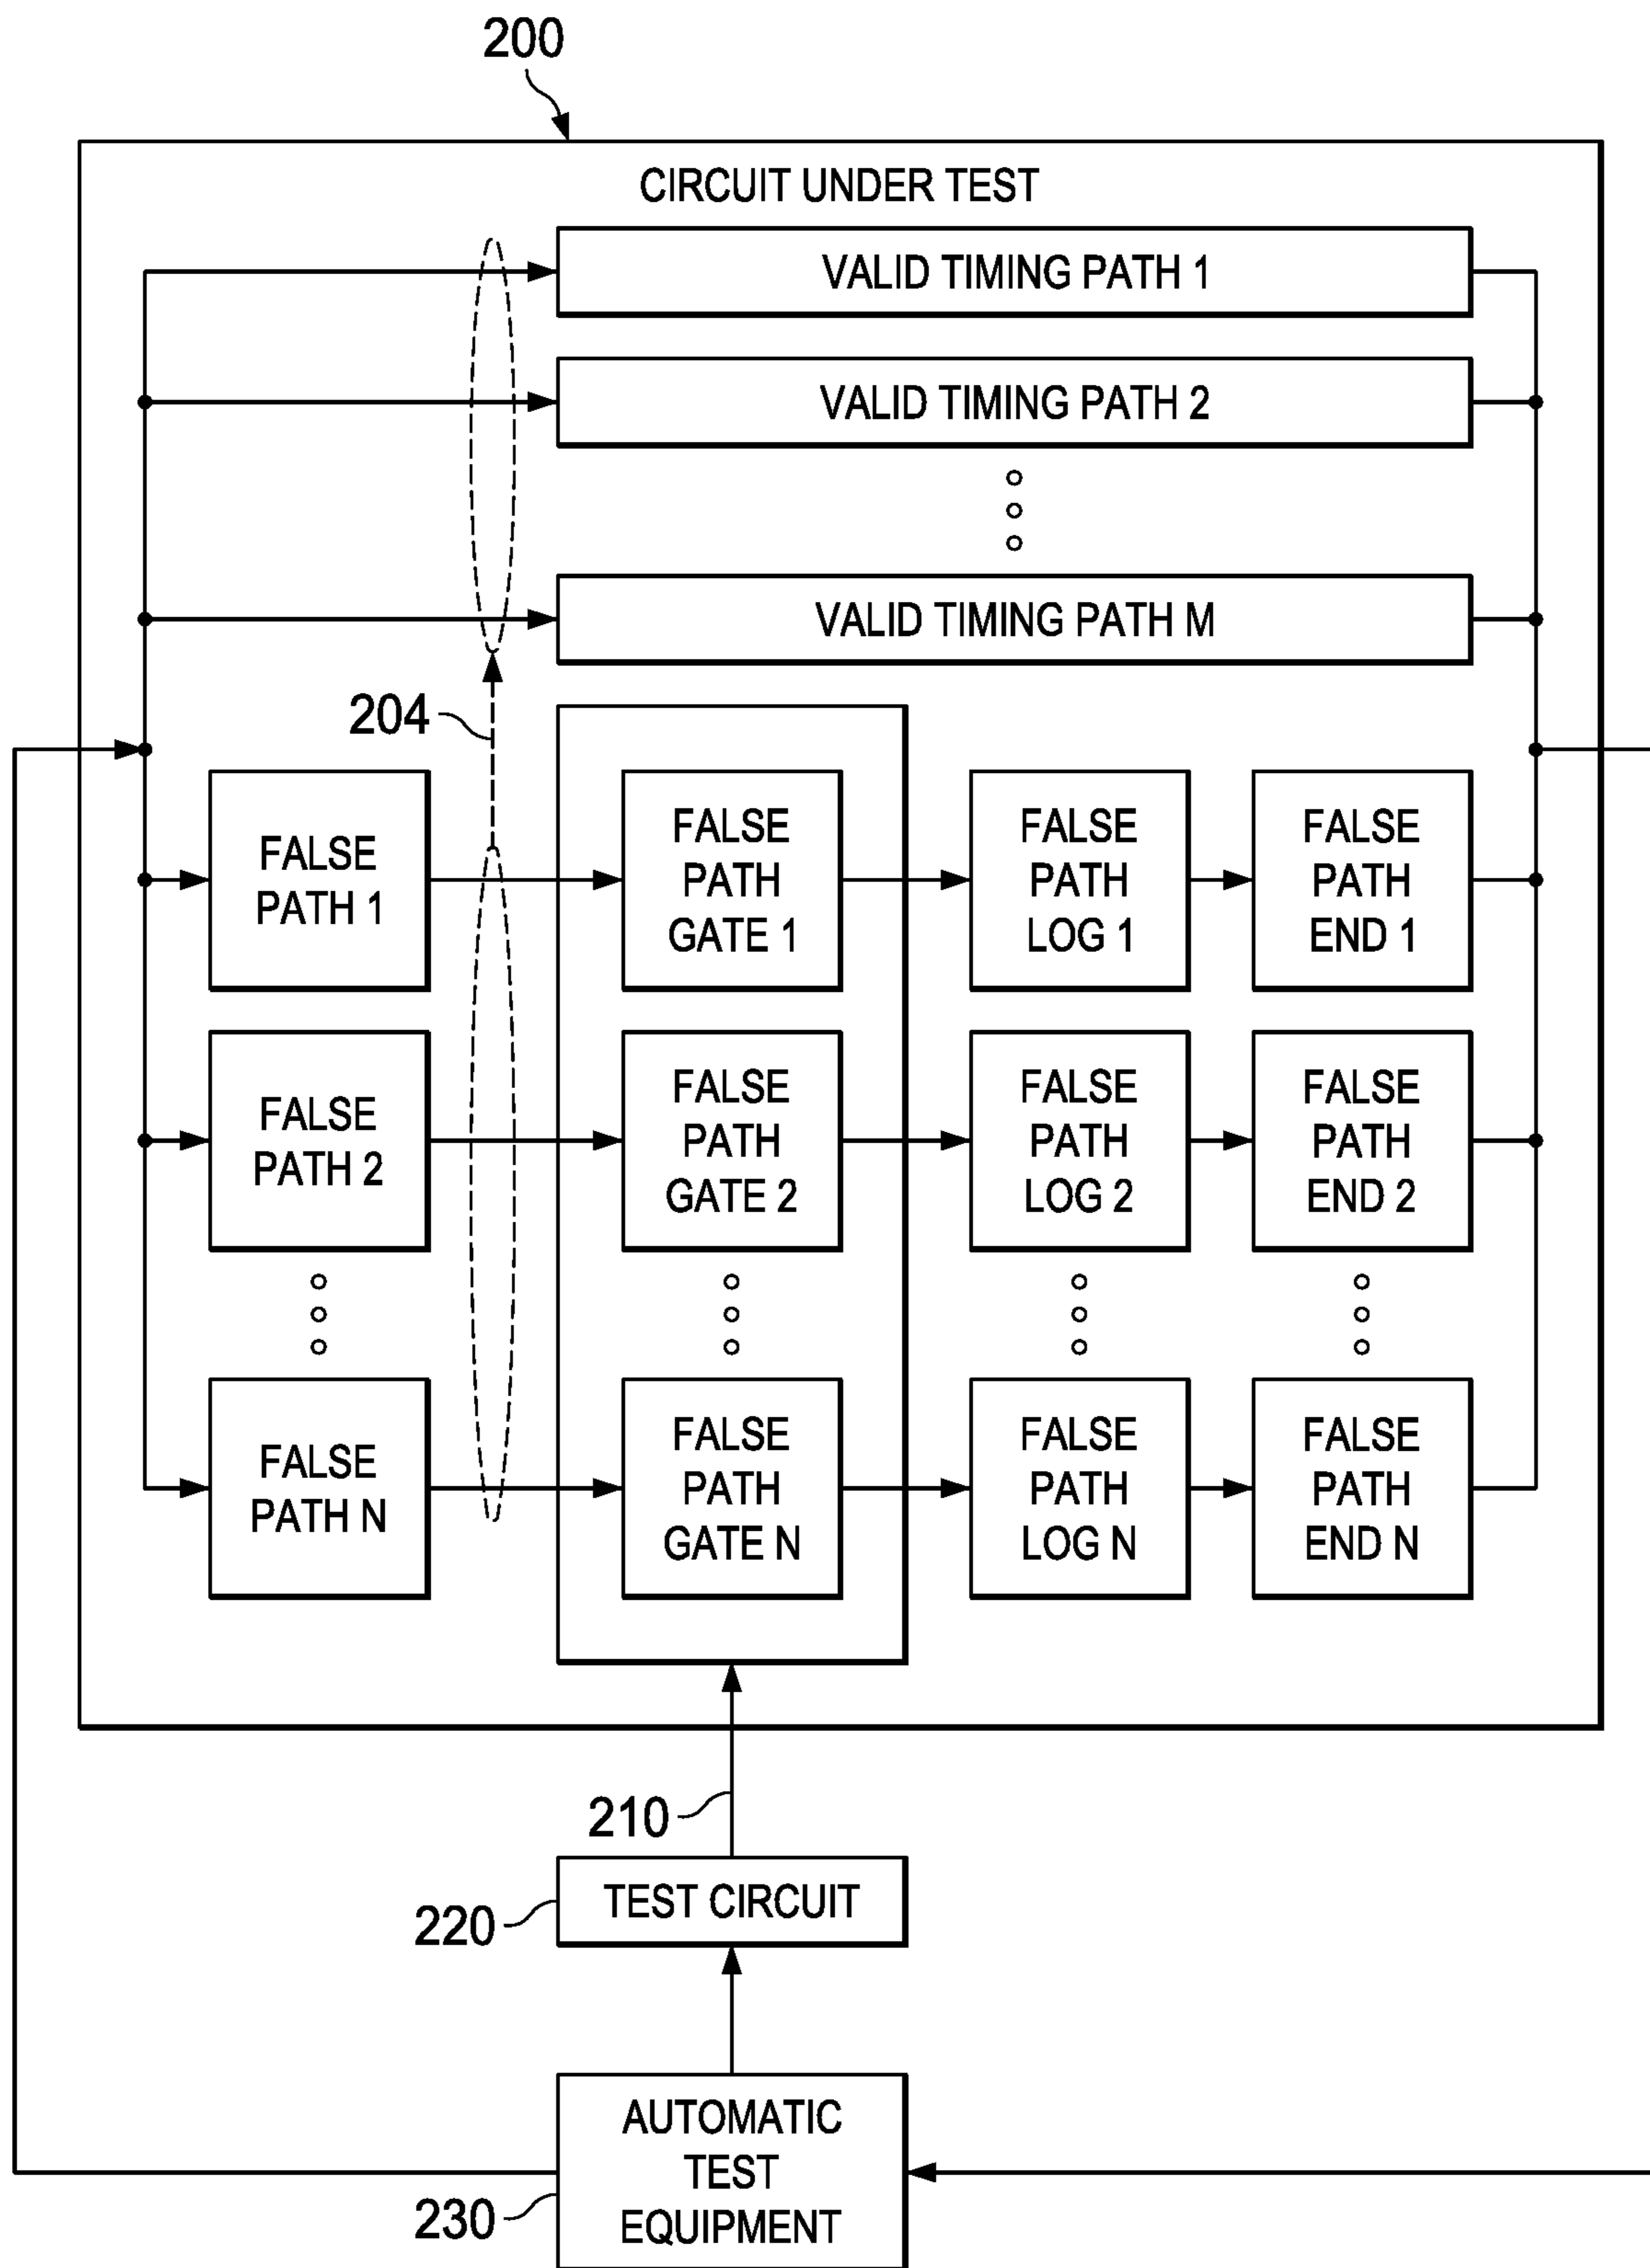 200
CIRCUIT UNDER TEST
VALID TIMING PATH 1
VALID TIMING PATH 2
VALID TIMING PATH M
204
FALSE
PATH 1
FALSE
PATH
GATE 1
FALSE
PATH
LOG 1
FALSE
PATH
END 1
FALSE
PATH 2
FALSE
PATH
GATE 2
FALSE
PATH
LOG 2
FALSE
PATH
END 2
FALSE
PATH N
FALSE
PATH
GATE N
FALSE
PATH
LOG N
FALSE
PATH
END N
210
220
TEST CIRCUIT
AUTOMATIC
TEST
EQUIPMENT
230